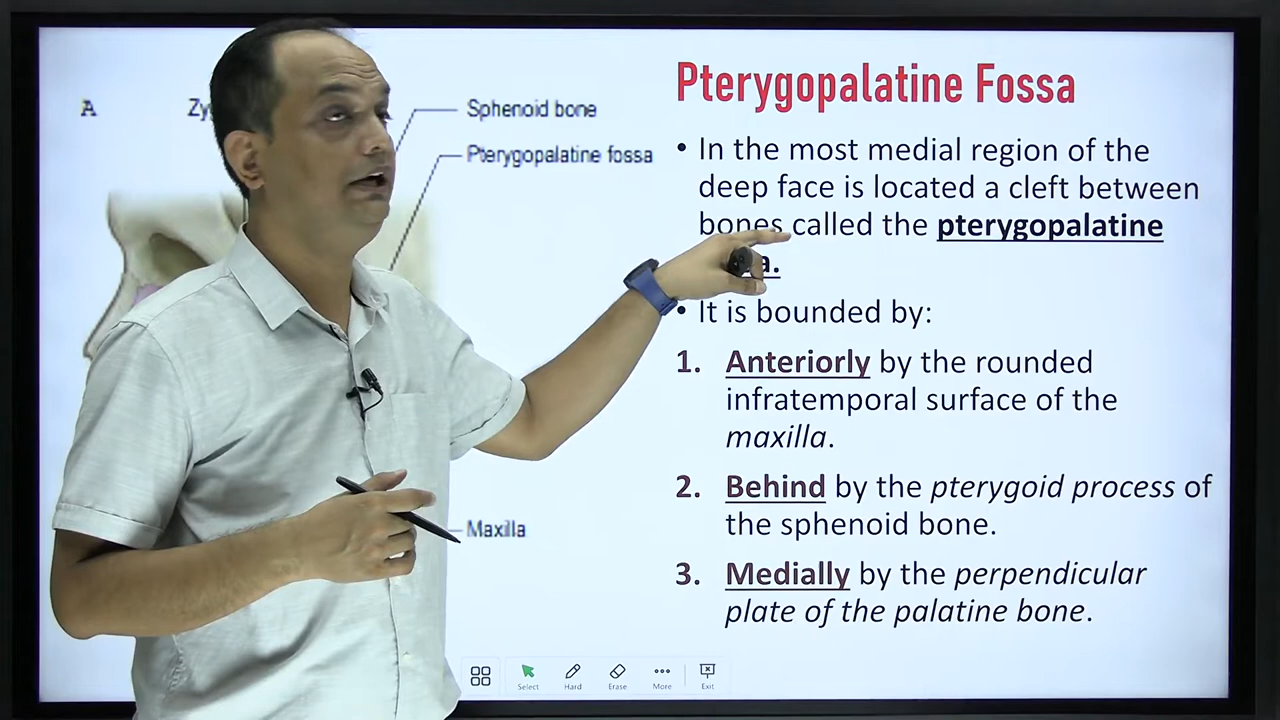 A
Sphenoid bone
Pterygopalatine fossa
Maxilla
Pterygopalatine Fossa
• In the most medial region of the
deep face is located a cleft between
bones called the pterygopalatine
• It is bounded by:
1. Anteriorly by the rounded
infratemporal surface of the
maxilla.
2. Behind by the pterygoid process of
the sphenoid bone.
3. Medially by the perpendicular
plate of the palatine bone.
Select
Hard
Erase
More
Exit